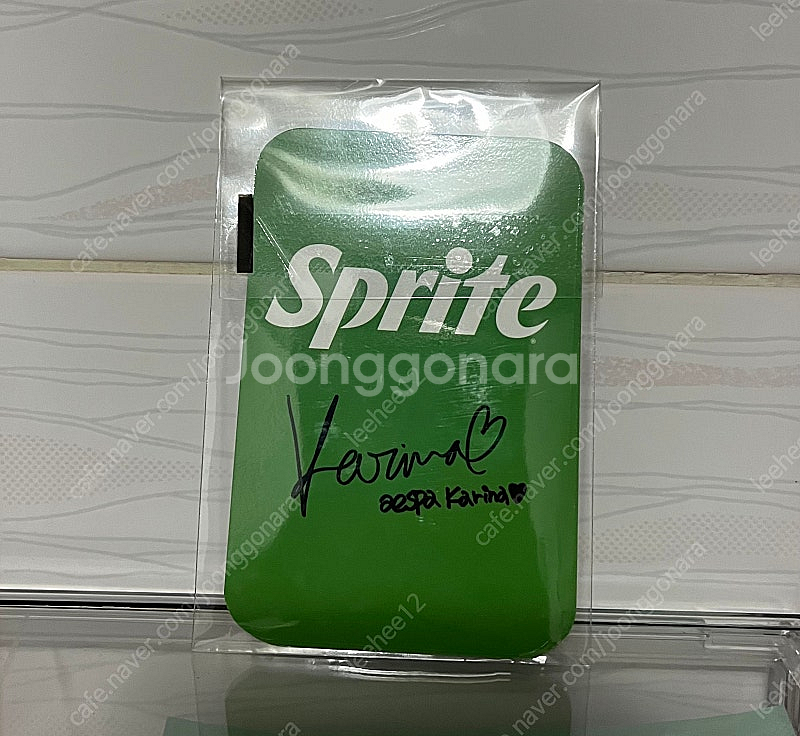 Sprite
Joonggonara
Karina♡
aespa Karina♥
cafe.naver.com/joonggonara
leehee12